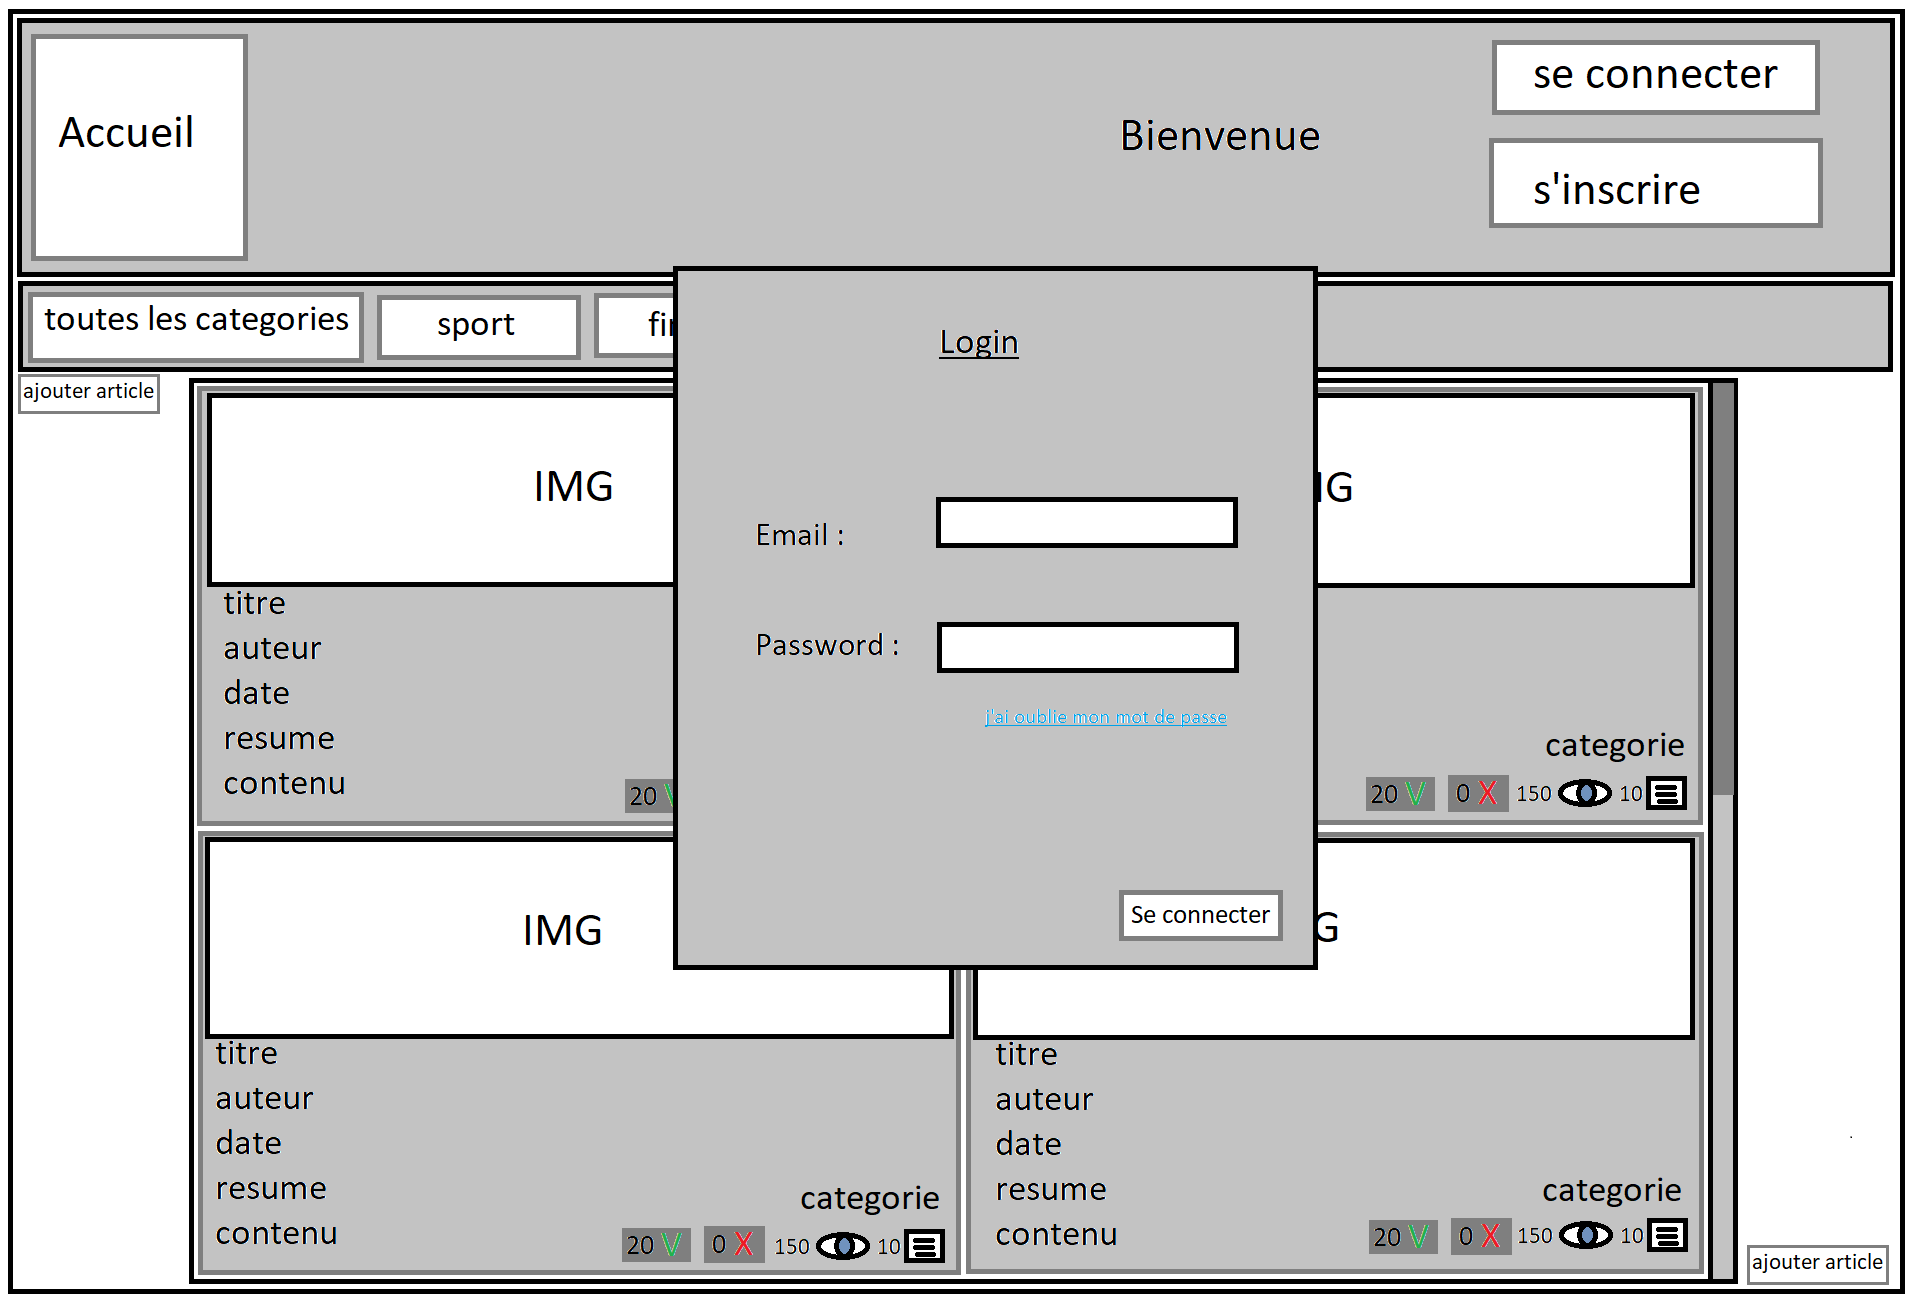 Accueil
Bienvenue
se connecter
s'inscrire
toutes les categories
sport
ajouter article
IMG
titre
auteur
date
resume
contenu
20 V
Login
Email :
Password :
j'ai oublie mon mot de passe
Se connecter
categorie
20 V 0 X 150 10
IMG
titre
auteur
date
resume
contenu
categorie
20 V 0 X 150 10
titre
auteur
date
resume
contenu
categorie
20 V 0 X 150 10
ajouter article